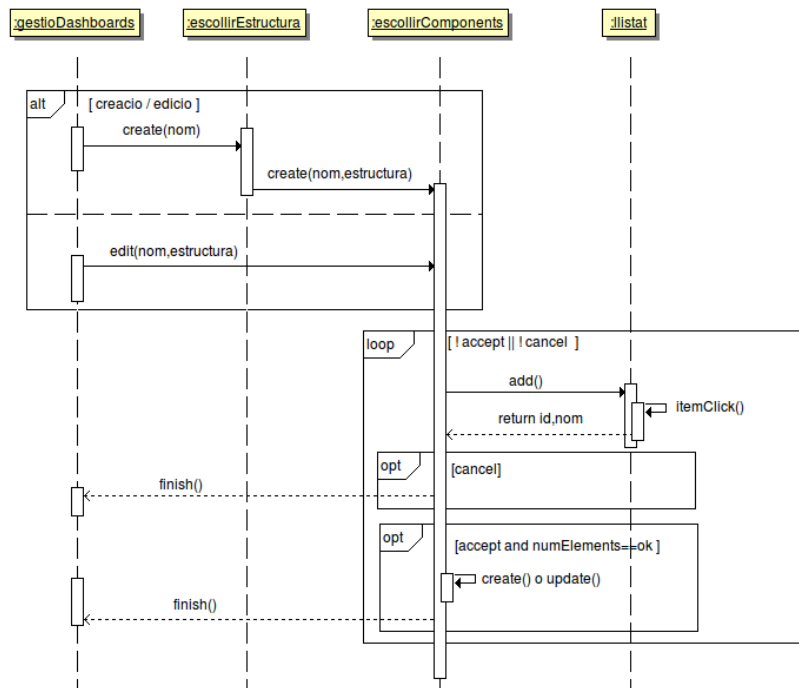 :gestioDashboards
:escollirEstructura
:escollirComponents
:llistat
alt
[ creacio / edicio ]
create(nom)
create(nom,estructura)
edit(nom,estructura)
loop
[ ! accept || ! cancel ]
add()
itemClick()
return id,nom
opt
[cancel]
finish()
opt
[accept and numElements==ok ]
create() o update()
finish()